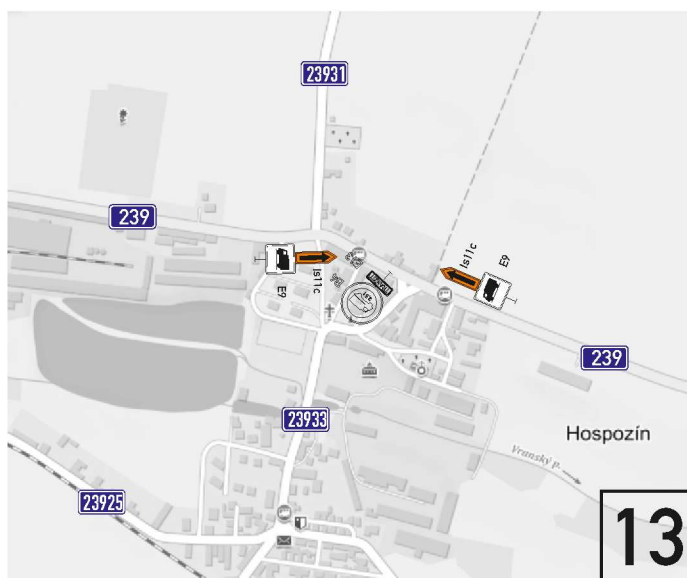 23931
239
Is11c
E9
Is11c
E9
239
23933
Hospozín
Vranský p.
23925
13